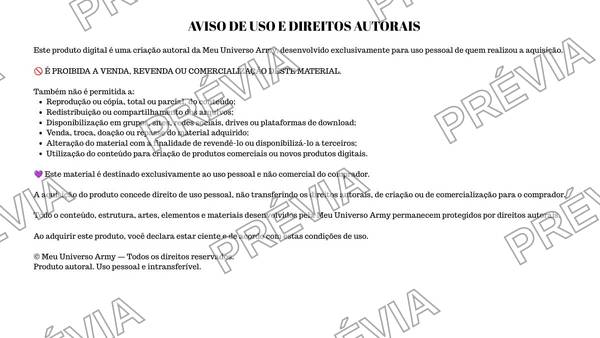 AVISO DE USO E DIREITOS AUTORAIS
Este produto digital é uma criação autoral da Meu Universo Army, desenvolvido exclusivamente para uso pessoal de quem realizou a aquisição.
🚫 É PROIBIDA A VENDA, REVENDA OU COMERCIALIZAÇÃO DESTE MATERIAL.
Também não é permitida a:
• Reprodução ou cópia, total ou parcial, do conteúdo;
• Redistribuição ou compartilhamento dos arquivos;
• Disponibilização em grupos, sites, redes sociais, drives ou plataformas de download;
• Venda, troca, doação ou repasse do material adquirido;
• Alteração do material com a finalidade de revendê-lo ou disponibilizá-lo a terceiros;
• Utilização do conteúdo para criação de produtos comerciais ou novos produtos digitais.
💜 Este material é destinado exclusivamente ao uso pessoal e não comercial do comprador.
A aquisição do produto concede direito de uso pessoal, não transferindo os direitos autorais, de criação ou de comercialização para o comprador.
Todo o conteúdo, estrutura, artes, elementos e materiais desenvolvidos pela Meu Universo Army permanecem protegidos por direitos autorais.
Ao adquirir este produto, você declara estar ciente e de acordo com estas condições de uso.
© Meu Universo Army — Todos os direitos reservados.
Produto autoral. Uso pessoal e intransferível.
PRÉVIA
PRÉVIA
PRÉVIA
PRÉVIA
PRÉVIA
PRÉVIA
PRÉVIA
PRÉVIA
PRÉVIA